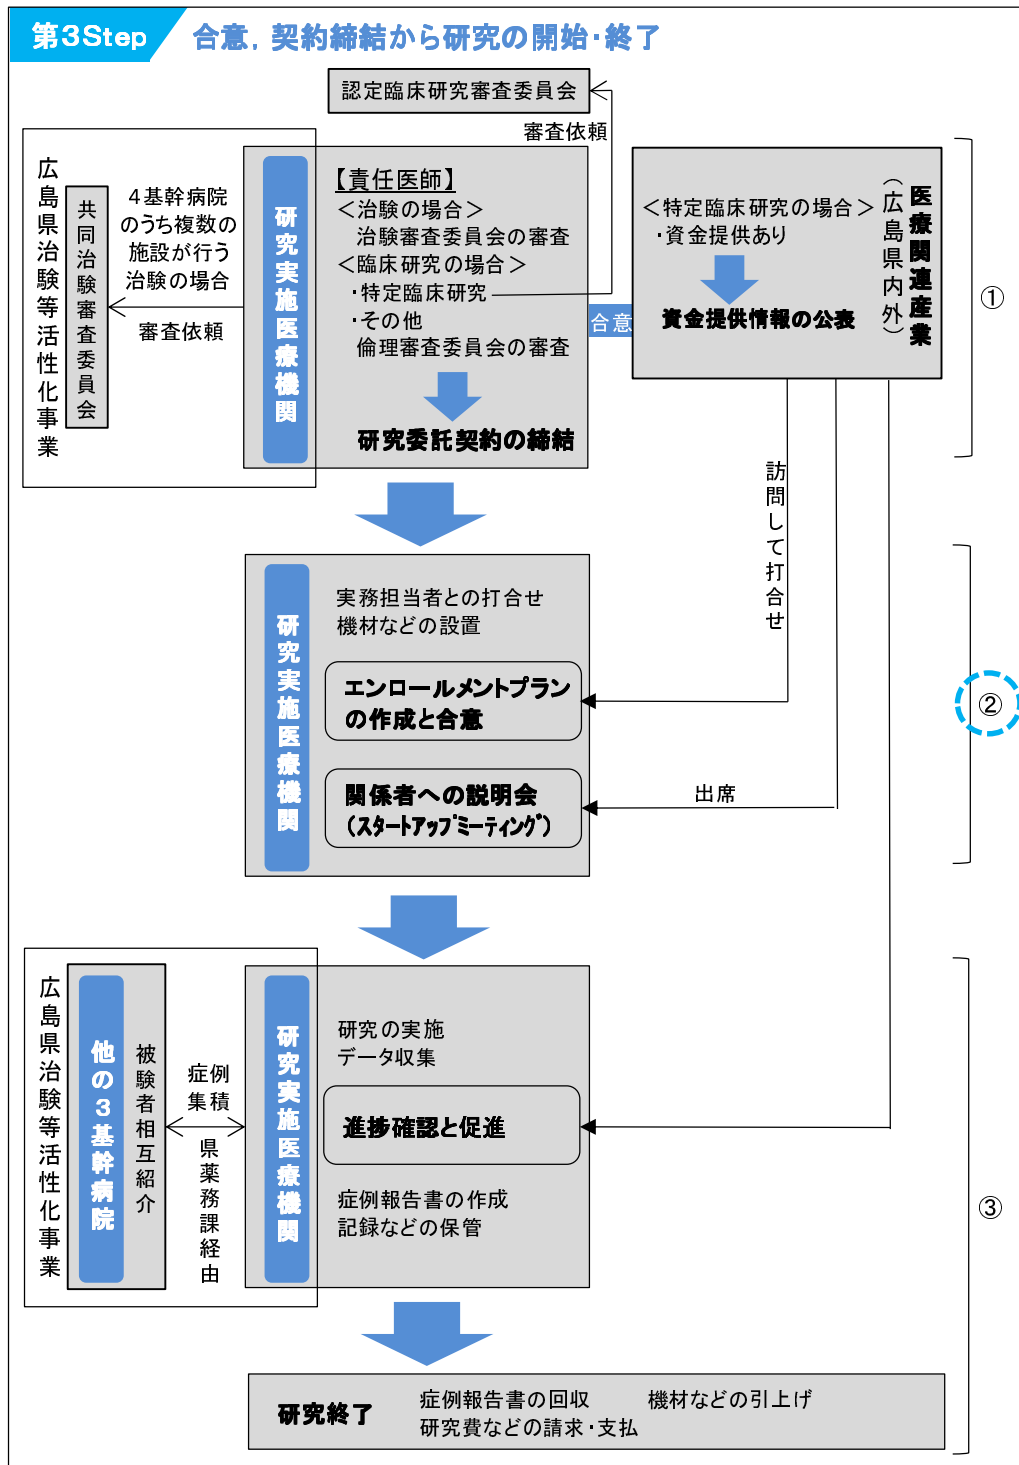 第3Step
合意，契約締結から研究の開始・終了
認定臨床研究審査委員会
審査依頼
広島県治験等活性化事業
共同治験審査委員会
4基幹病院
のうち複数の
施設が行う
治験の場合
審査依頼
研究実施医療機関
【責任医師】
＜治験の場合＞
治験審査委員会の審査
＜臨床研究の場合＞
・特定臨床研究
・その他
倫理審査委員会の審査
研究委託契約の締結
合意
＜特定臨床研究の場合＞
・資金提供あり
資金提供情報の公表
医療関連産業
（広島県内外）
①
訪問して打合せ
研究実施医療機関
実務担当者との打合せ
機材などの設置
エンロールメントプラン
の作成と合意
関係者への説明会
（ｽﾀｰﾄｱｯﾌﾟﾐｰﾃｨﾝｸﾞ）
出席
②
広島県治験等活性化事業
他の3基幹病院
被験者相互紹介
症例
集積
県薬務課経由
研究実施医療機関
研究の実施
データ収集
進捗確認と促進
症例報告書の作成
記録などの保管
③
研究終了
症例報告書の回収　機材などの引上げ
研究費などの請求・支払